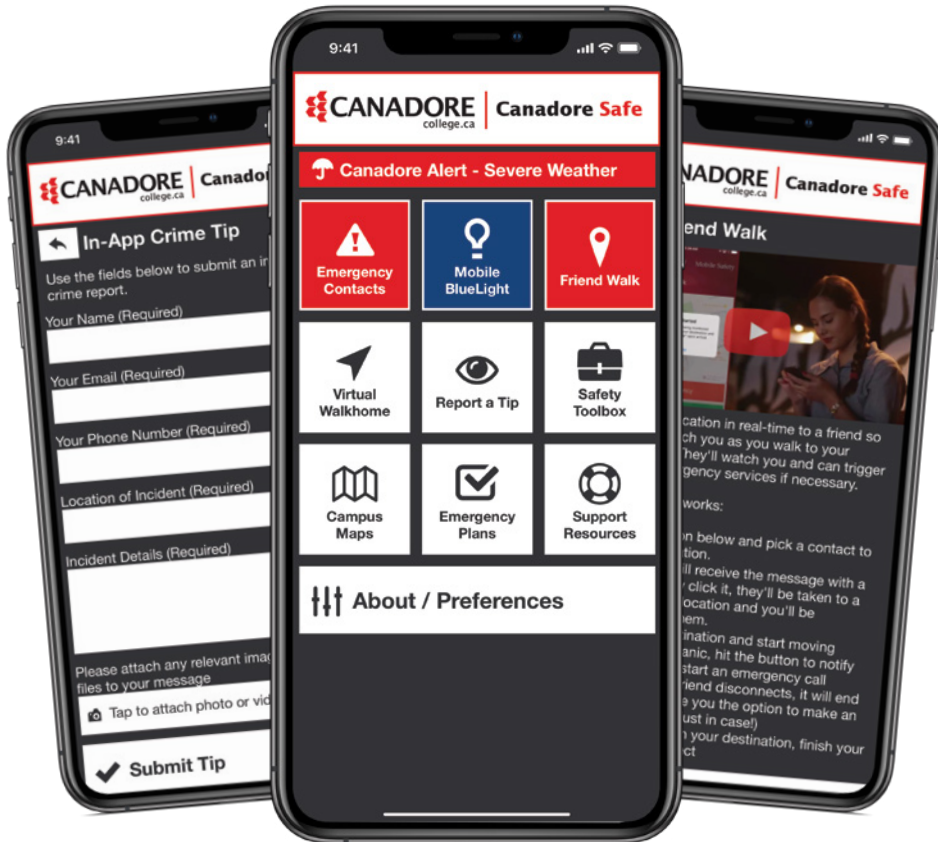 9:41
CANADORE
college.ca
Canador
In-App Crime Tip
Use the fields below to submit an
crime report.
Your Name (Required)
Your Email (Required)
Your Phone Number (Required)
Location of Incident (Required)
Incident Details (Required)
Please attach any relevant
files to your message
Tap to attach photo or
Submit Tip
9:41
CANADORE
college.ca
Canadore Safe
Canadore Alert - Severe Weather
Emergency
Contacts
Mobile
BlueLight
Friend Walk
Virtual
Walkhome
Report a Tip
Safety
Toolbox
Campus
Maps
Emergency
Plans
Support
Resources
About / Preferences
NADORE
college.ca
Canadore Safe
end Walk
Mobile Safety
cation in real-time to a friend so
ch you as you walk to your
They'll watch you and can trigger
gency services if necessary.
works:
on below and pick a contact to
tion.
ill receive the message with a
click it, they'll be taken to a
location and you'll be
em.
ination and start moving
anic, hit the button to notify
start an emergency call
riend disconnects, it will end
e you the option to make an
ust in case!)
your destination, finish your
ect